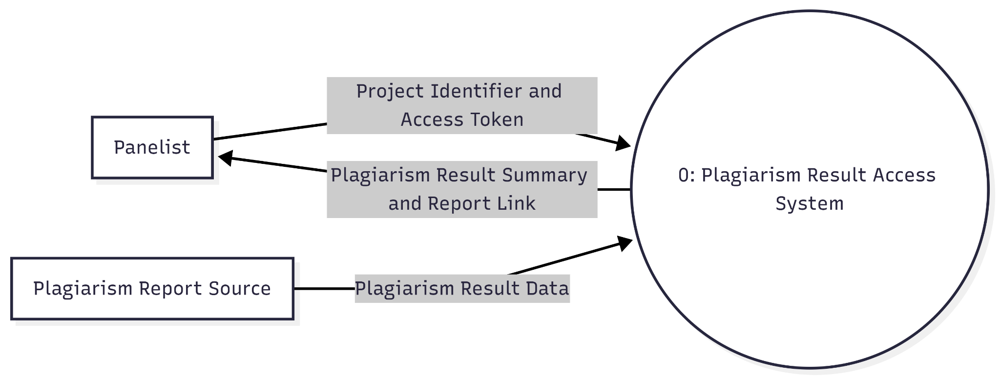 Project Identifier and
Access Token
Panelist
Plagiarism Result Summary
and Report Link
0: Plagiarism Result Access
System
Plagiarism Report Source
Plagiarism Result Data